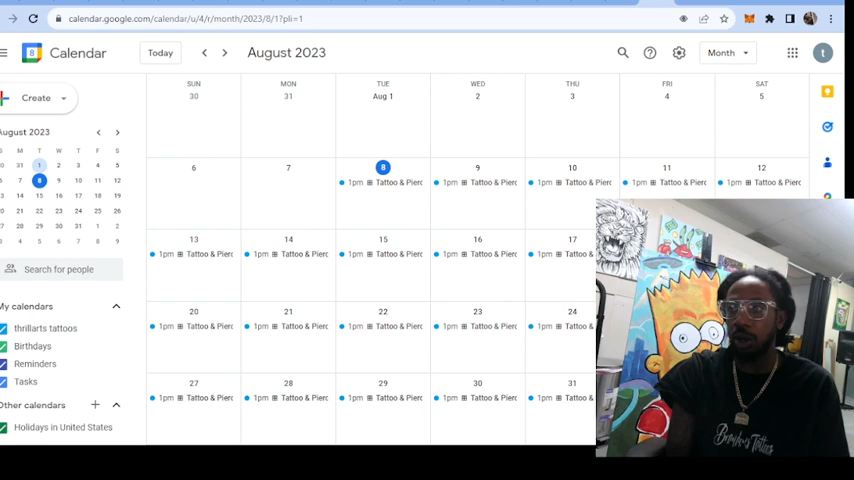 calendar.google.com/calendar/u/4/r/month/2023/8/1?pli=1
8 Calendar Today August 2023 Month t
SUN MON TUE WED THU FRI SAT
30 31 Aug 1 2 3 4 5
Create
August 2023
S M T W T F S
30 31 1 2 3 4 5
6 7 8 9 10 11 12
13 14 15 16 17 18 19
20 21 22 23 24 25 26
27 28 29 30 31 1 2
3 4 5 6 7 8 9
6 7 8 9 10 11 12
1pm Tattoo & Pierc 1pm Tattoo & Pierc 1pm Tattoo & Pierc 1pm Tattoo & Pierc 1pm Tattoo & Pierc
13 14 15 16 17
1pm Tattoo & Pierc 1pm Tattoo & Pierc 1pm Tattoo & Pierc 1pm Tattoo & Pierc 1pm Tattoo &
Search for people
20 21 22 23 24
1pm Tattoo & Pierc 1pm Tattoo & Pierc 1pm Tattoo & Pierc 1pm Tattoo & Pierc 1pm Tattoo &
My calendars
thrillarts tattoos
Birthdays
Reminders
Tasks
27 28 29 30 31
1pm Tattoo & Pierc 1pm Tattoo & Pierc 1pm Tattoo & Pierc 1pm Tattoo & Pierc 1pm Tattoo &
Other calendars
Holidays in United States
Tattoos